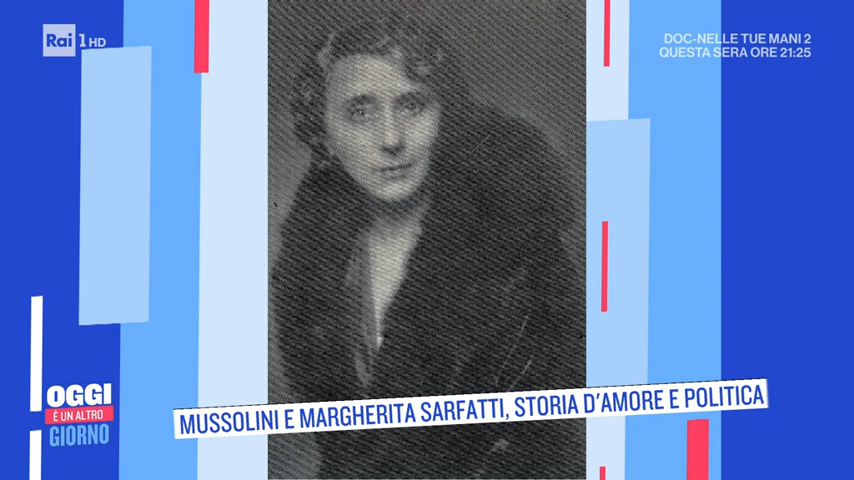 Rai 1 HD
DOC-NELLE TUE MANI 2
QUESTA SERA ORE 21:25
OGGI
È UN ALTRO
GIORNO
MUSSOLINI E MARGHERITA SARFATTI, STORIA D'AMORE E POLITICA